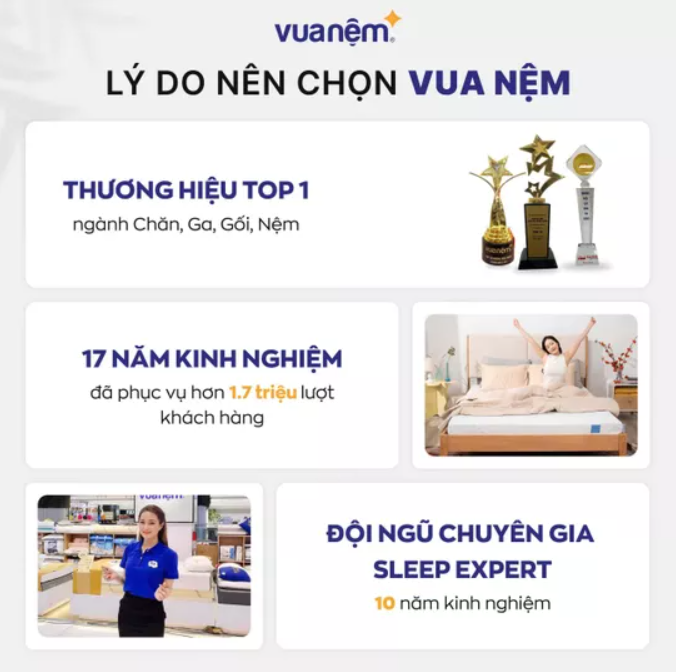 vuanệm
LÝ DO NÊN CHỌN VUA NỆM
THƯƠNG HIỆU TOP 1
ngành Chăn, Ga, Gối, Nệm
vuanệm
17 NĂM KINH NGHIỆM
đã phục vụ hơn 1.7 triệu lượt
khách hàng
vuanệm
ĐỘI NGŨ CHUYÊN GIA
SLEEP EXPERT
10 năm kinh nghiệm